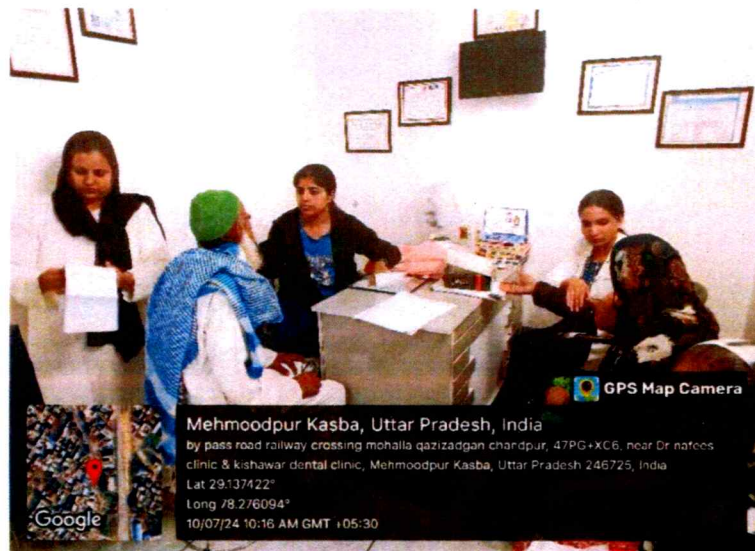 GPS Map Camera
Mehmoodpur Kasba, Uttar Pradesh, India
by pass road railway crossing mohalla qazizadgan chandpur, 47PG+XC6, near Dr nafees
clinic & kishawar dental clinic, Mehmoodpur Kasba, Uttar Pradesh 246725, India
Lat 29.137422°
Long 78.276094°
10/07/24 10:16 AM GMT +05:30
Google